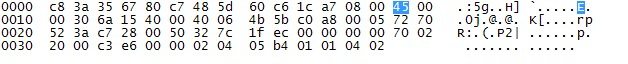 0000 c8 3a 35 67 80 c7 48 5d 60 c6 1c a7 08 00 45 00 .:5g..H] `.....E.
0010 00 30 6a 15 40 00 40 06 4b 5b c0 a8 00 05 72 70 .0j.@.@. K[....rp
0020 52 3a c7 28 00 50 32 7c 1f ec 00 00 00 00 70 02 R:.(.P2| ......p.
0030 20 00 c3 e6 00 00 02 04 05 b4 01 01 04 02 ....... ......